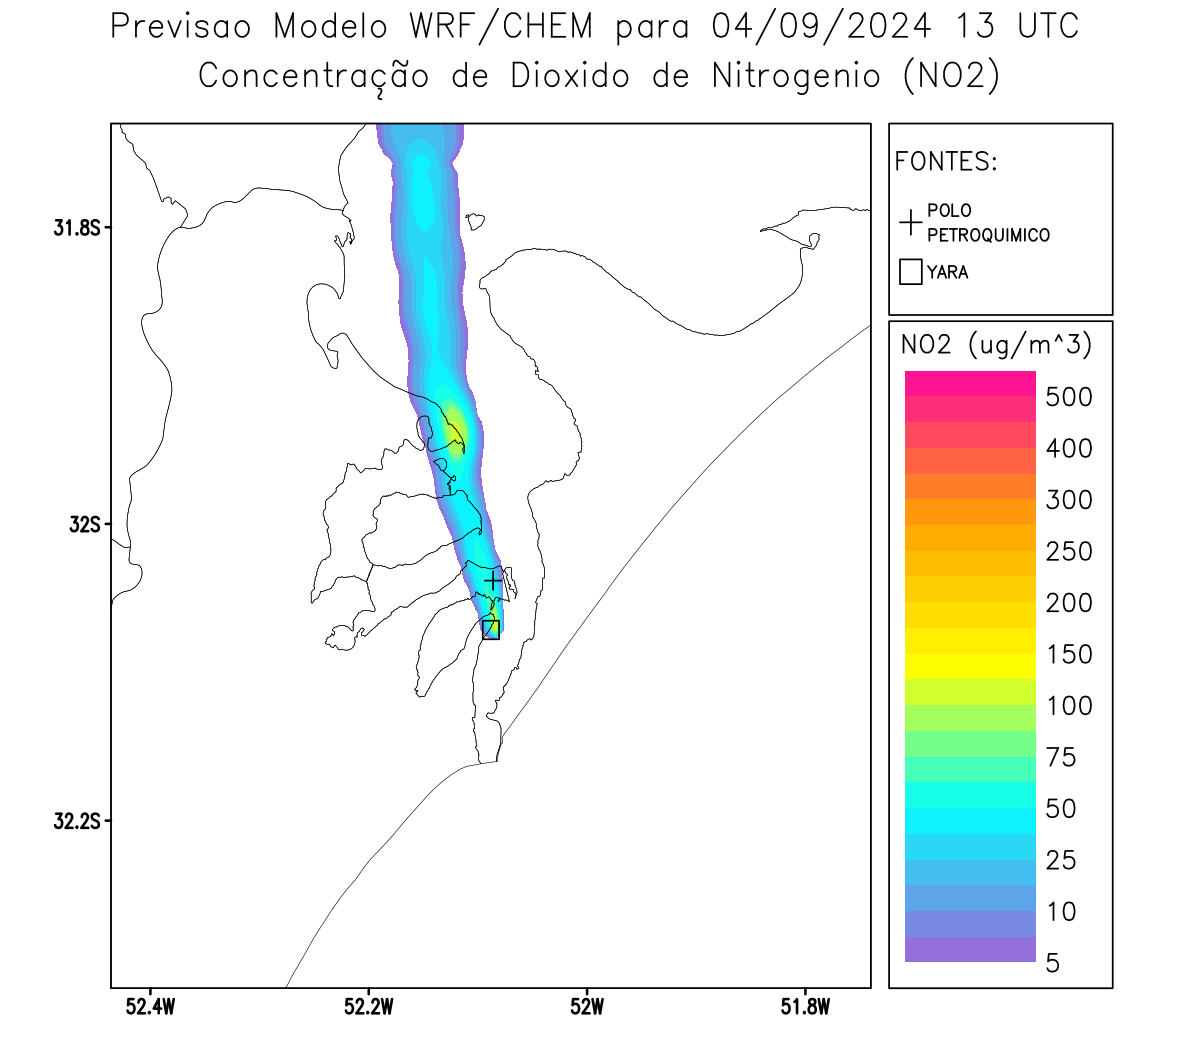 Previsao Modelo WRF/CHEM para 04/09/2024 13 UTC
Concentração de Dioxido de Nitrogenio (NO2)
FONTES:
POLO
PETROQUIMICO
YARA
NO2 (ug/m^3)
500
400
300
250
200
150
100
75
50
25
10
5
31.8S
32S
32.2S
52.4W
52.2W
52W
51.8W